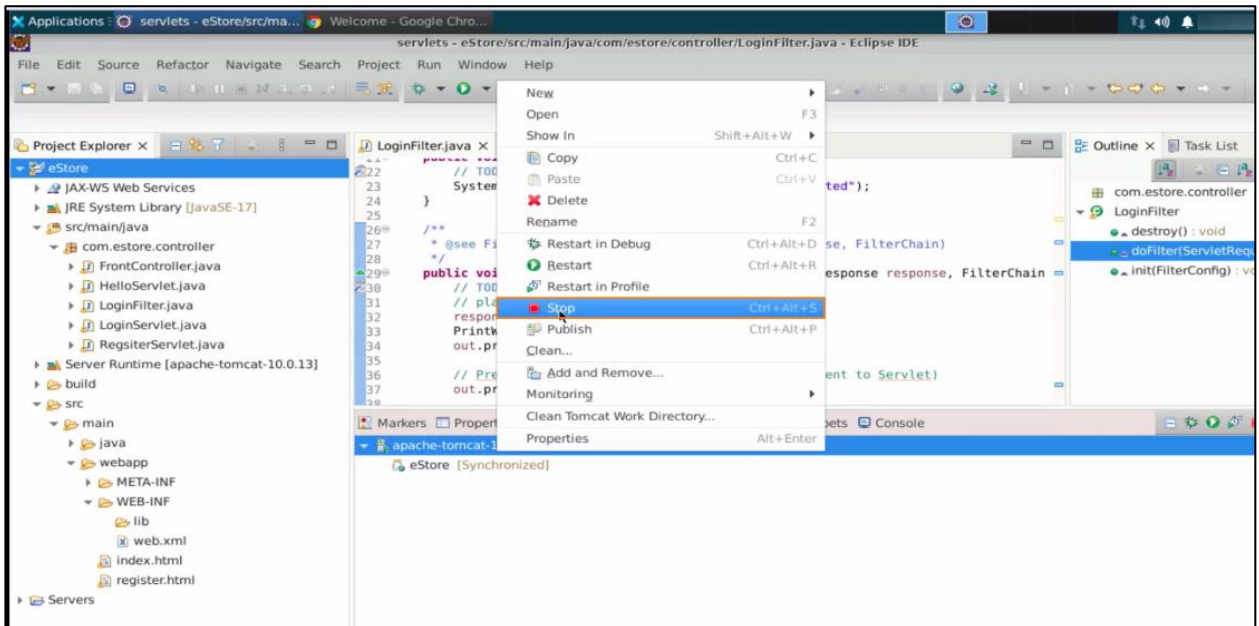 Applications servlets - eStore/src/ma... Welcome - Google Chro...
servlets - eStore/src/main/java/com/estore/controller/LoginFilter.java - Eclipse IDE
File Edit Source Refactor Navigate Search Project Run Window Help
Project Explorer
eStore
JAX-WS Web Services
JRE System Library [JavaSE-17]
src/main/java
com.estore.controller
FrontController.java
HelloServlet.java
LoginFilter.java
LoginServlet.java
RegsiterServlet.java
Server Runtime [apache-tomcat-10.0.13]
build
src
main
java
webapp
META-INF
WEB-INF
lib
web.xml
index.html
register.html
Servers
LoginFilter.java
22 // TOD
23 System ted");
24 }
25
26 /**
27 * @see Fi se, FilterChain)
28 */
29 public voi esponse response, FilterChain
30 // TOD
31 // pla
32 respon
33 PrintW
34 out.pr
35
36 // Pre ent to Servlet)
37 out.pr
New
Open F3
Show In Shift+Alt+W
Copy Ctrl+C
Paste Ctrl+V
Delete
Rename F2
Restart in Debug Ctrl+Alt+D
Restart Ctrl+Alt+R
Restart in Profile
Stop Ctrl+Alt+S
Publish Ctrl+Alt+P
Clean...
Add and Remove...
Monitoring
Clean Tomcat Work Directory...
Properties Alt+Enter
Markers Propert pets Console
apache-tomcat-1
eStore [Synchronized]
Outline Task List
com.estore.controller
LoginFilter
destroy() : void
doFilter(ServletRequ
init(FilterConfig) : vo